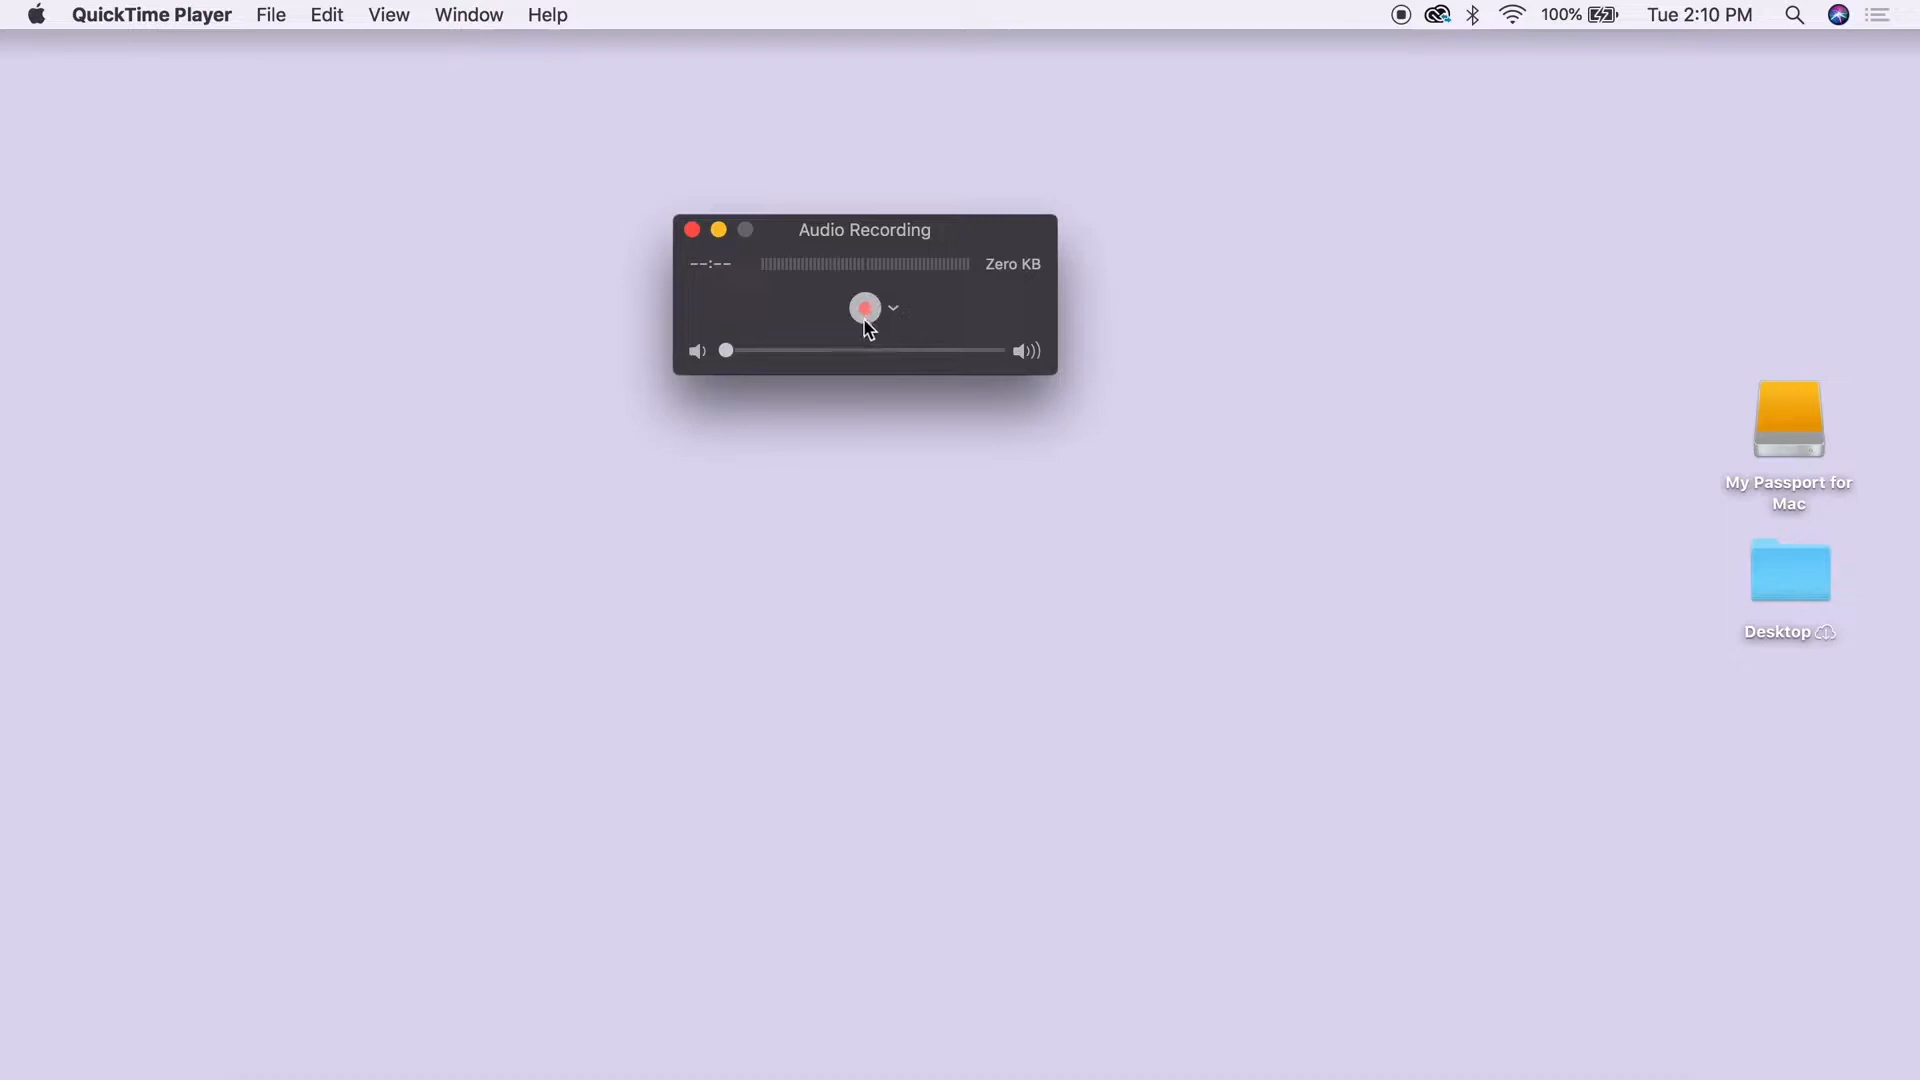 QuickTime Player File Edit View Window Help 100% Tue 2:10 PM
Audio Recording
--:-- Zero KB
My Passport for
Mac
Desktop